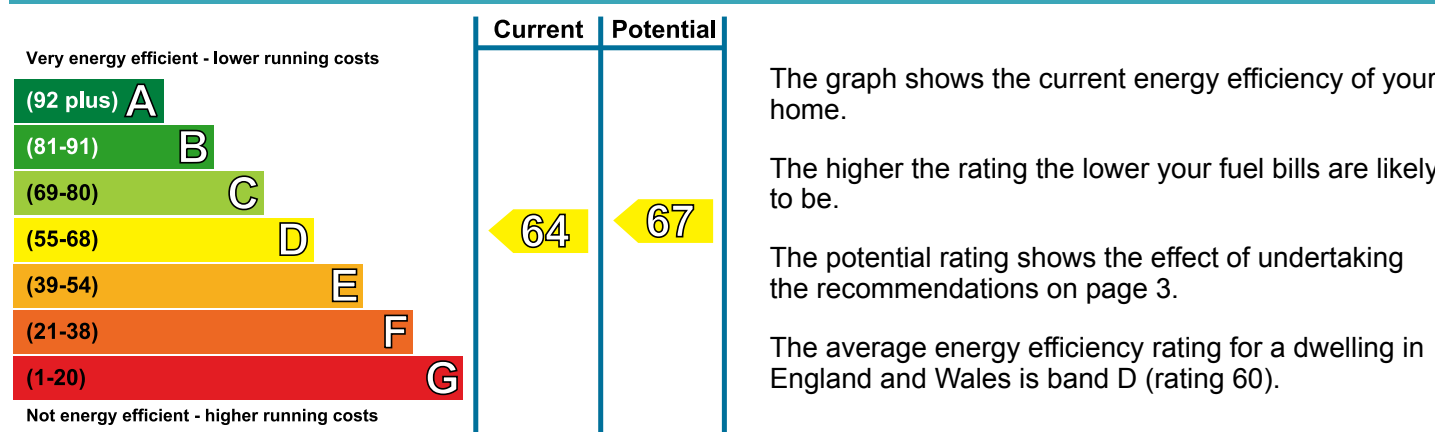 Current Potential
Very energy efficient - lower running costs
(92 plus) A
(81-91) B
(69-80) C
(55-68) D
(39-54) E
(21-38) F
(1-20) G
Not energy efficient - higher running costs
64 67
The graph shows the current energy efficiency of your
home.
The higher the rating the lower your fuel bills are likely
to be.
The potential rating shows the effect of undertaking
the recommendations on page 3.
The average energy efficiency rating for a dwelling in
England and Wales is band D (rating 60).